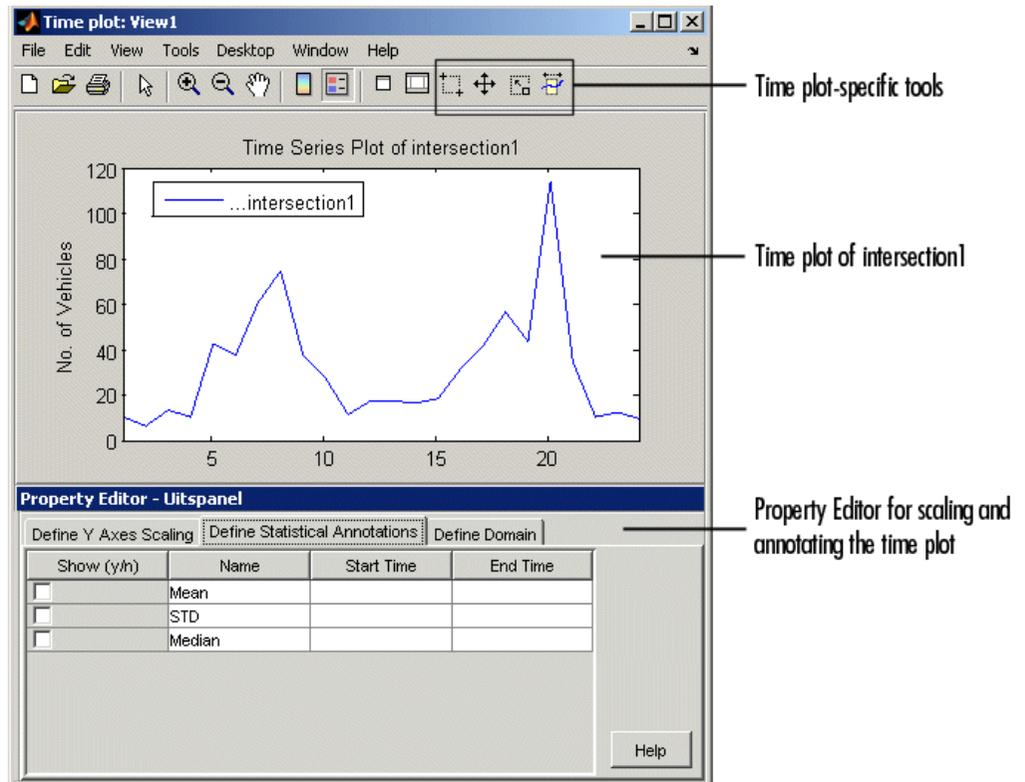 Time plot: View1
File Edit View Tools Desktop Window Help
Time plot-specific tools
Time Series Plot of intersection1
120
100
80
60
40
20
0
No. of Vehicles
...intersection1
5 10 15 20
Time plot of intersection1
Property Editor - Uitspanel
Define Y Axes Scaling Define Statistical Annotations Define Domain
Show (y/n) Name Start Time End Time
Mean
STD
Median
Help
Property Editor for scaling and
annotating the time plot